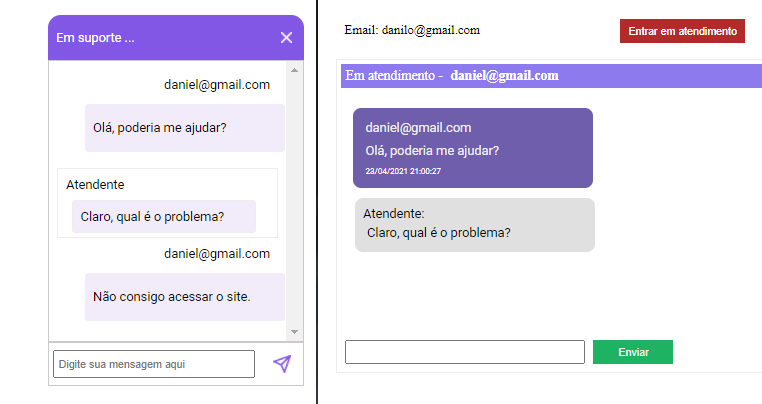 Em suporte ...
daniel@gmail.com
Olá, poderia me ajudar?
Atendente
Claro, qual é o problema?
daniel@gmail.com
Não consigo acessar o site.
Digite sua mensagem aqui
Email: danilo@gmail.com
Entrar em atendimento
Em atendimento - daniel@gmail.com
daniel@gmail.com
Olá, poderia me ajudar?
23/04/2021 21:00:27
Atendente:
Claro, qual é o problema?
Enviar